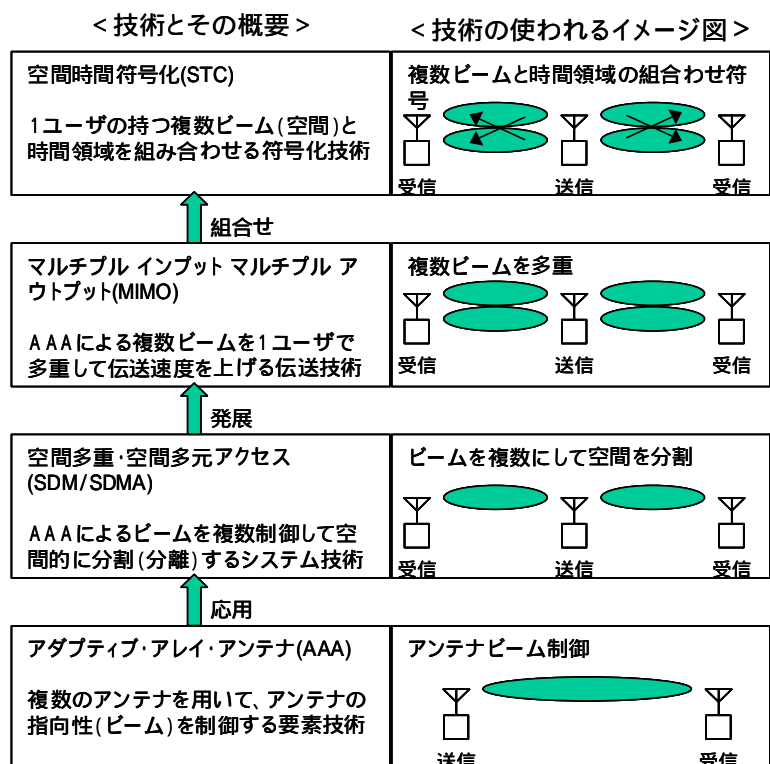 <技術とその概要>
<技術の使われるイメージ図>
空間時間符号化(STC)
1ユーザの持つ複数ビーム(空間)と
時間領域を組み合わせる符号化技術
複数ビームと時間領域の組合わせ符
号
受信
送信
受信
組合せ
マルチプル インプット マルチプル ア
ウトプット(MIMO)
AAAによる複数ビームを1ユーザで
多重して伝送速度を上げる伝送技術
複数ビームを多重
受信
送信
受信
発展
空間多重・空間多元アクセス
(SDM/SDMA)
AAAによるビームを複数制御して空
間的に分割(分離)するシステム技術
ビームを複数にして空間を分割
受信
送信
受信
応用
アダプティブ・アレイ・アンテナ(AAA)
複数のアンテナを用いて、アンテナの
指向性(ビーム)を制御する要素技術
アンテナビーム制御
送信
受信